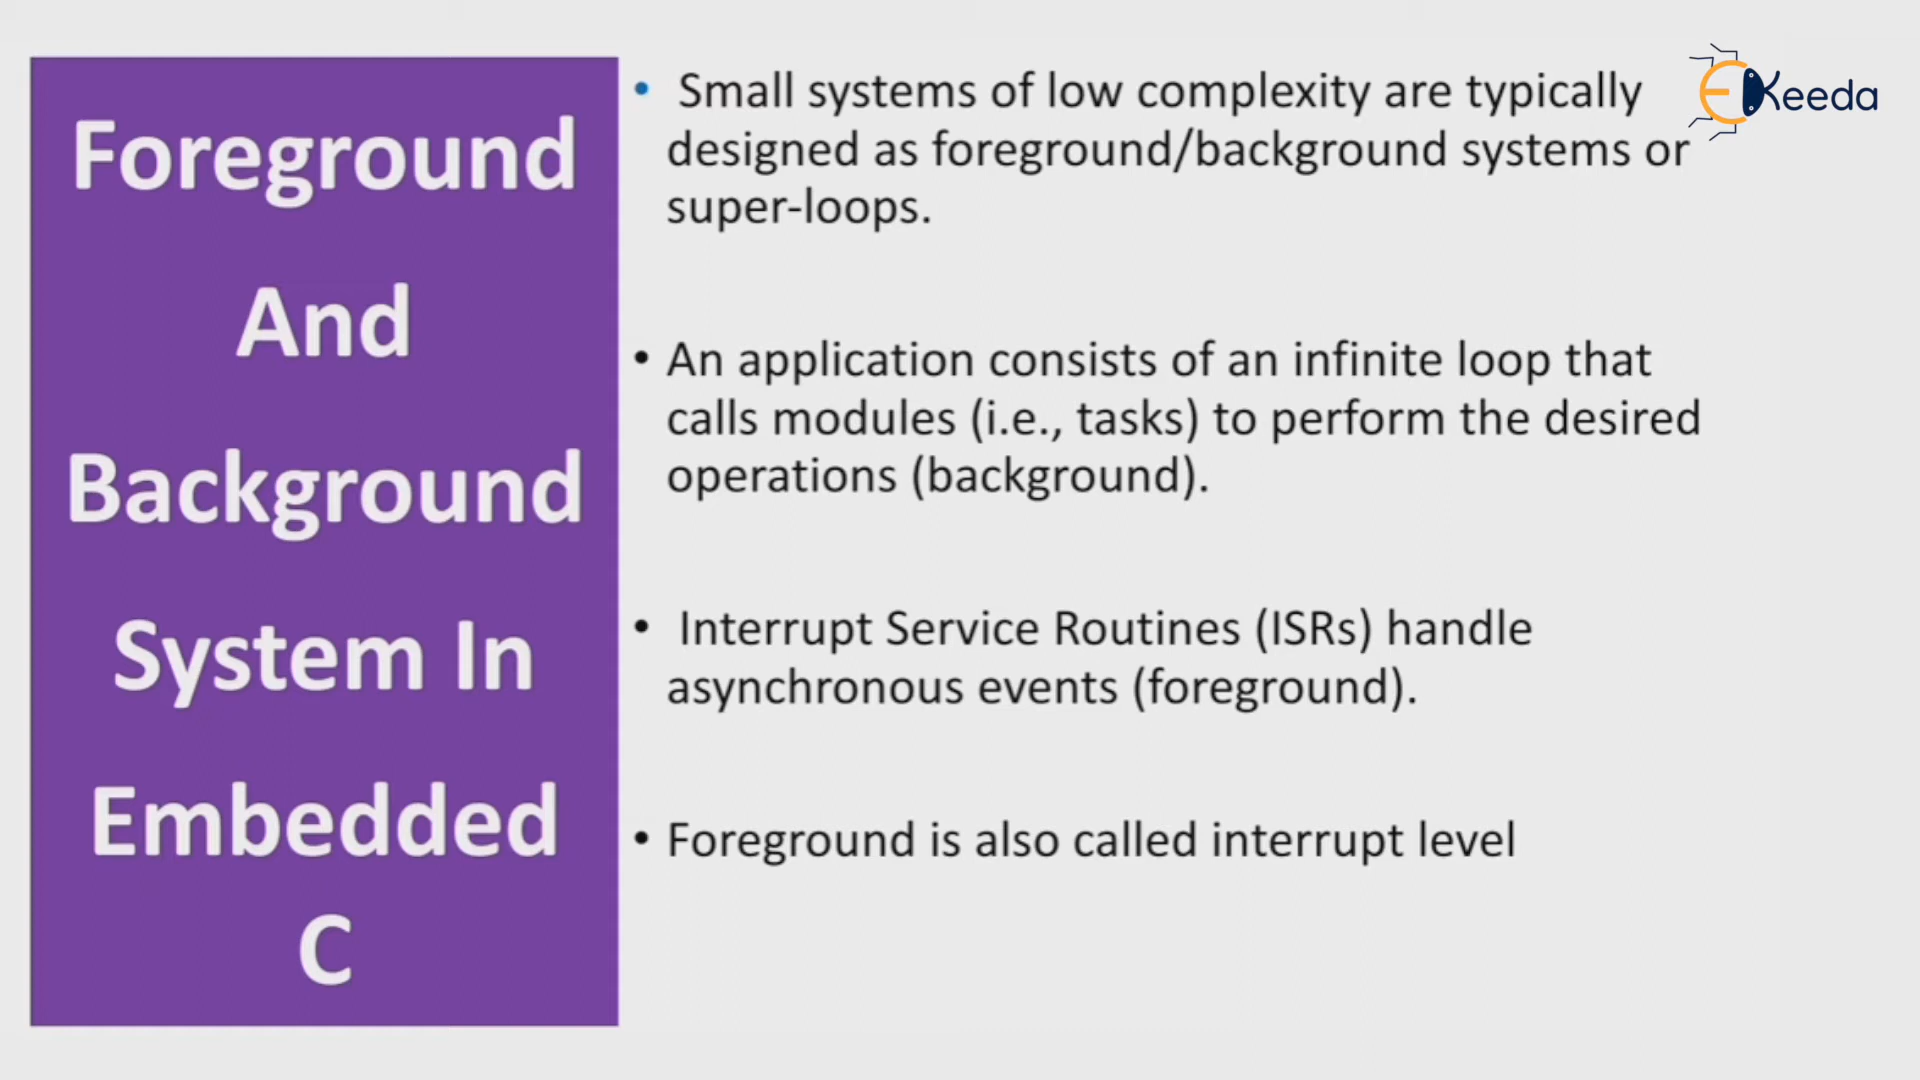 Foreground
And
Background
System In
Embedded
C
• Small systems of low complexity are typically
designed as foreground/background systems or
super-loops.
• An application consists of an infinite loop that
calls modules (i.e., tasks) to perform the desired
operations (background).
• Interrupt Service Routines (ISRs) handle
asynchronous events (foreground).
• Foreground is also called interrupt level
EKeeda